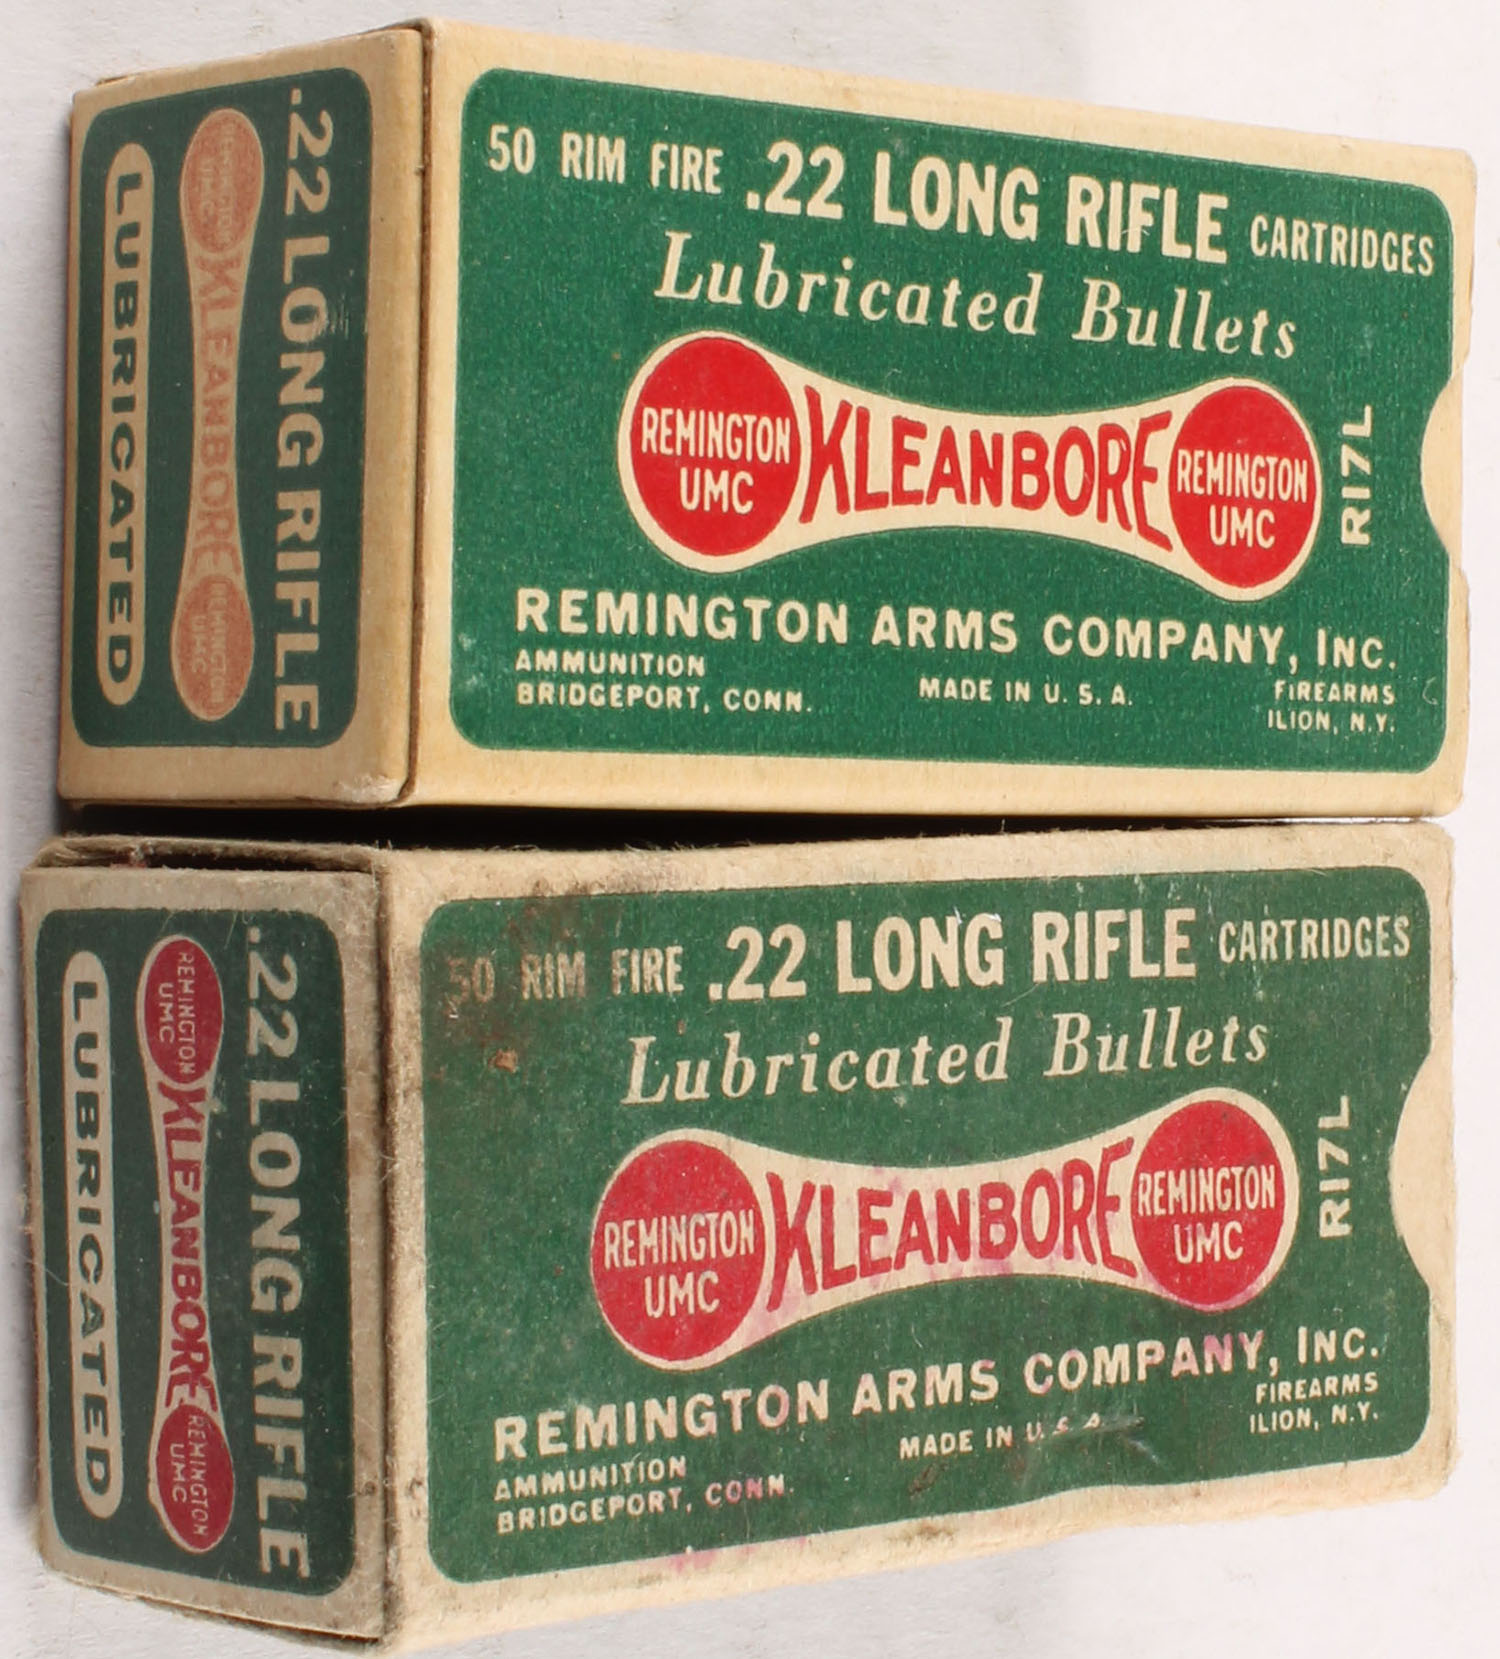 .22 LONG RIFLE
REMINGTON
UMC
KLEANBORE
REMINGTON
UMC
LUBRICATED
50 RIM FIRE .22 LONG RIFLE CARTRIDGES
Lubricated Bullets
REMINGTON
UMC
KLEANBORE
REMINGTON
UMC
R17L
REMINGTON ARMS COMPANY, INC.
AMMUNITION
BRIDGEPORT, CONN.
MADE IN U. S. A.
FIREARMS
ILION, N.Y.
.22 LONG RIFLE
REMINGTON
UMC
KLEANBORE
REMINGTON
UMC
LUBRICATED
50 RIM FIRE .22 LONG RIFLE CARTRIDGES
Lubricated Bullets
REMINGTON
UMC
KLEANBORE
REMINGTON
UMC
R17L
REMINGTON ARMS COMPANY, INC.
AMMUNITION
BRIDGEPORT, CONN.
MADE IN U. S. A.
FIREARMS
ILION, N.Y.